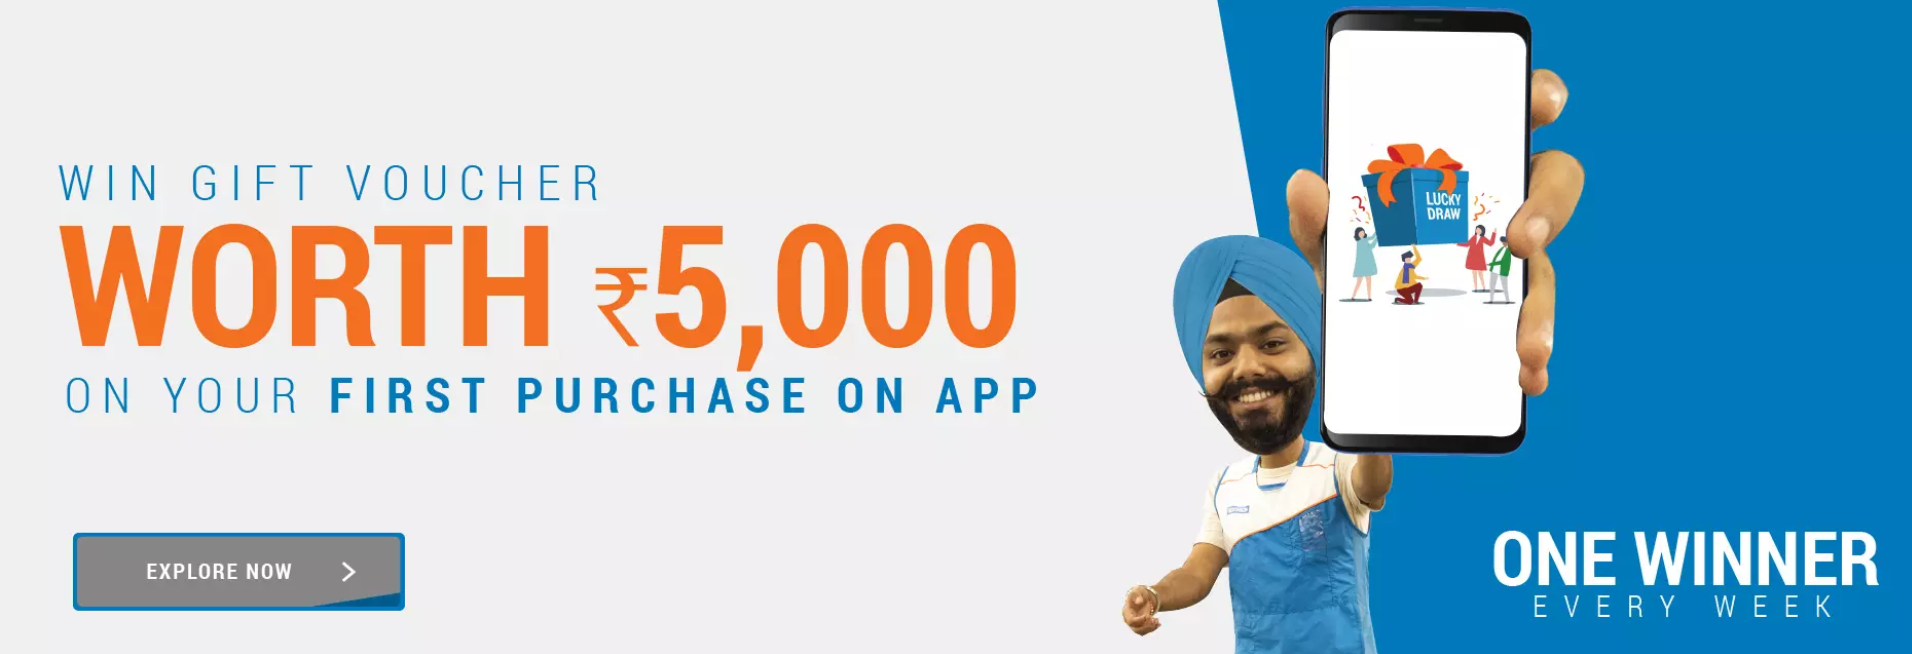 WIN GIFT VOUCHER
WORTH ₹5,000
ON YOUR FIRST PURCHASE ON APP
EXPLORE NOW
LUCKY
DRAW
ONE WINNER
EVERY WEEK